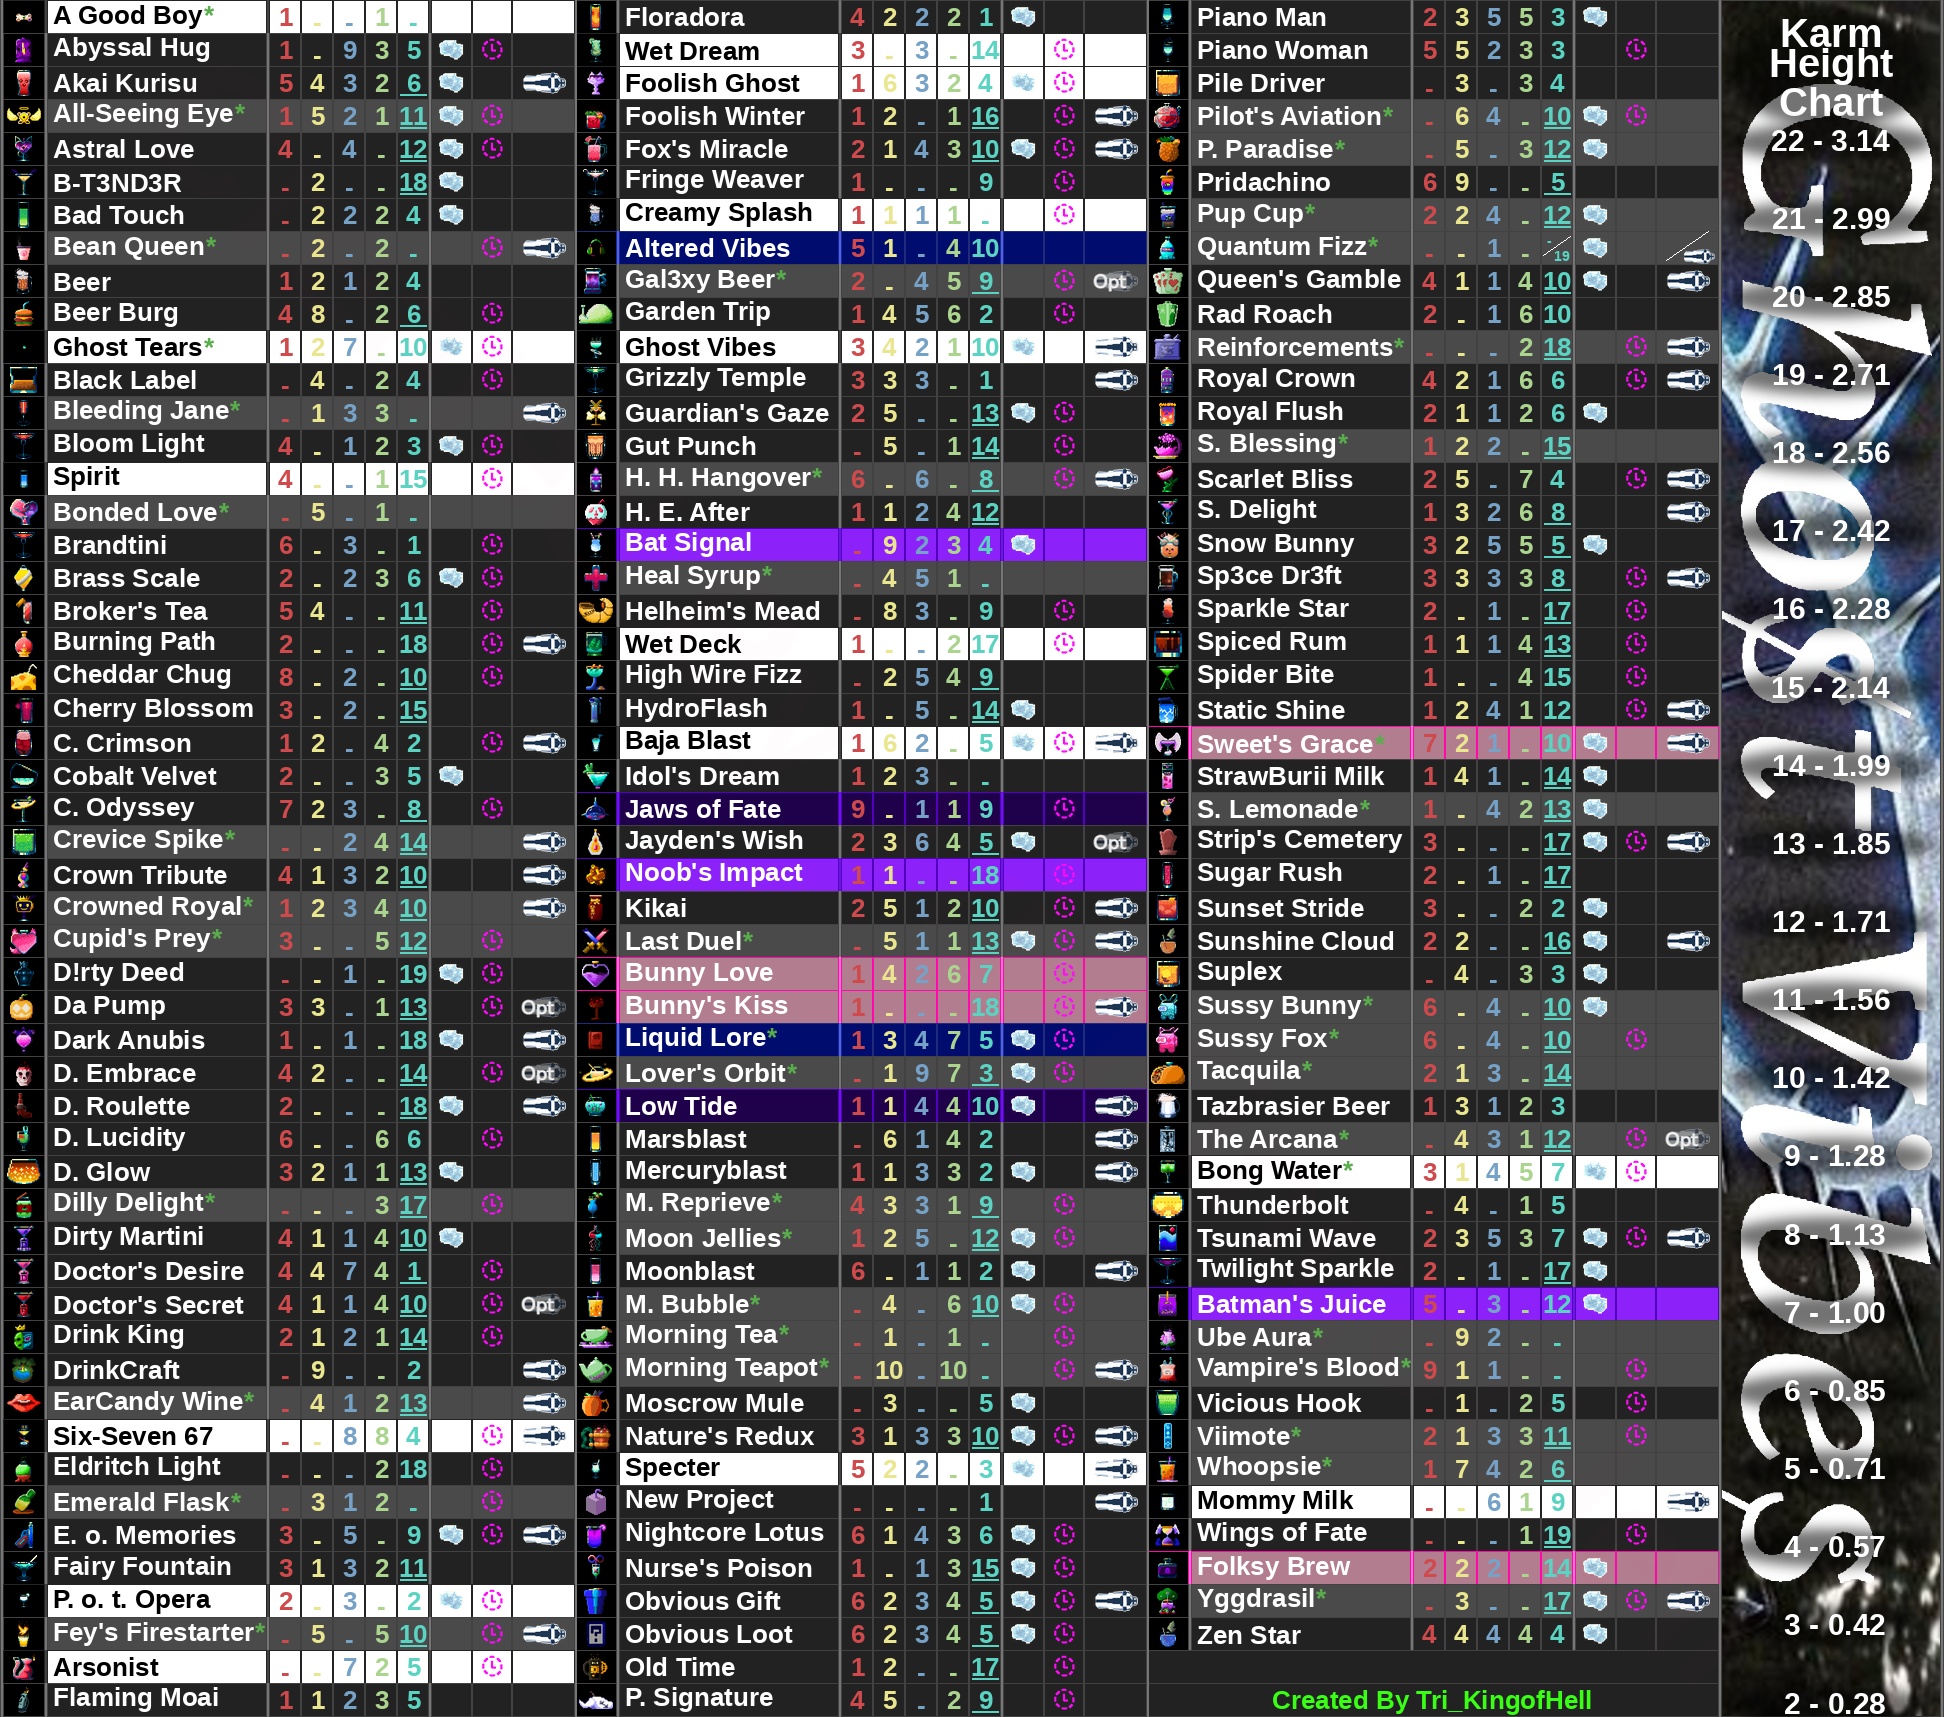 A Good Boy* 1 - - 1 -
Abyssal Hug 1 - 9 3 5
Akai Kurisu 5 4 3 2 6
All-Seeing Eye* 1 5 2 1 11
Astral Love 4 - 4 - 12
B-T3ND3R - 2 - - 18
Bad Touch - 2 2 2 4
Bean Queen* - 2 - 2 -
Beer 1 2 1 2 4
Beer Burg 4 8 - 2 6
Ghost Tears* 1 2 7 - 10
Black Label - 4 - 2 4
Bleeding Jane* - 1 3 3 -
Bloom Light 4 - 1 2 3
Spirit 4 - - 1 15
Bonded Love* - 5 - 1 -
Brandtini 6 - 3 - 1
Brass Scale 2 - 2 3 6
Broker's Tea 5 4 - - 11
Burning Path 2 - - - 18
Cheddar Chug 8 - 2 - 10
Cherry Blossom 3 - 2 - 15
C. Crimson 1 2 - 4 2
Cobalt Velvet 2 - - 3 5
C. Odyssey 7 2 3 - 8
Crevice Spike* - - 2 4 14
Crown Tribute 4 1 3 2 10
Crowned Royal* 1 2 3 4 10
Cupid's Prey* 3 - - 5 12
D!rty Deed - - 1 - 19
Da Pump 3 3 - 1 13 Opt
Dark Anubis 1 - 1 - 18
D. Embrace 4 2 - - 14 Opt
D. Roulette 2 - - - 18
D. Lucidity 6 - - 6 6
D. Glow 3 2 1 1 13
Dilly Delight* - - - 3 17
Dirty Martini 4 1 1 4 10
Doctor's Desire 4 4 7 4 1
Doctor's Secret 4 1 1 4 10 Opt
Drink King 2 1 2 1 14
DrinkCraft - 9 - - 2
EarCandy Wine* - 4 1 2 13
Six-Seven 67 - - 8 8 4
Eldritch Light - - - 2 18
Emerald Flask* - 3 1 2 -
E. o. Memories 3 - 5 - 9
Fairy Fountain 3 1 3 2 11
P. o. t. Opera 2 - 3 - 2
Fey's Firestarter* - 5 - 5 10
Arsonist - - 7 2 5
Flaming Moai 1 1 2 3 5
Floradora 4 2 2 2 1
Wet Dream 3 - 3 - 14
Foolish Ghost 1 6 3 2 4
Foolish Winter 1 2 - 1 16
Fox's Miracle 2 1 4 3 10
Fringe Weaver 1 - - - 9
Creamy Splash 1 1 1 1 -
Altered Vibes 5 1 - 4 10
Gal3xy Beer* 2 - 4 5 9 Opt
Garden Trip 1 4 5 6 2
Ghost Vibes 3 4 2 1 10
Grizzly Temple 3 3 3 - 1
Guardian's Gaze 2 5 - - 13
Gut Punch - 5 - 1 14
H. H. Hangover* 6 - 6 - 8
H. E. After 1 1 2 4 12
Bat Signal - 9 2 3 4
Heal Syrup* - 4 5 1 -
Helheim's Mead - 8 3 - 9
Wet Deck 1 - - 2 17
High Wire Fizz - 2 5 4 9
HydroFlash 1 - 5 - 14
Baja Blast 1 6 2 - 5
Idol's Dream 1 2 3 - -
Jaws of Fate 9 - 1 1 9
Jayden's Wish 2 3 6 4 5 Opt
Noob's Impact 1 1 - - 18
Kikai 2 5 1 2 10
Last Duel* - 5 1 1 13
Bunny Love 1 4 2 6 7
Bunny's Kiss 1 - - - 18
Liquid Lore* 1 3 4 7 5
Lover's Orbit* - 1 9 7 3
Low Tide 1 1 4 4 10
Marsblast - 6 1 4 2
Mercuryblast 1 1 3 3 2
M. Reprieve* 4 3 3 1 9
Moon Jellies* 1 2 5 - 12
Moonblast 6 - 1 1 2
M. Bubble* - 4 - 6 10
Morning Tea* - 1 - 1 -
Morning Teapot* - 10 - 10 -
Moscrow Mule - 3 - - 5
Nature's Redux 3 1 3 3 10
Specter 5 2 2 - 3
New Project - - - - 1
Nightcore Lotus 6 1 4 3 6
Nurse's Poison 1 - 1 3 15
Obvious Gift 6 2 3 4 5
Obvious Loot 6 2 3 4 5
Old Time 1 2 - - 17
P. Signature 4 5 - 2 9
Piano Man 2 3 5 5 3
Piano Woman 5 5 2 3 3
Pile Driver - 3 - 3 4
Pilot's Aviation* - 6 4 - 10
P. Paradise* - 5 - 3 12
Pridachino 6 9 - - 5
Pup Cup* 2 2 4 - 12
Quantum Fizz* - - 1 - -/19
Queen's Gamble 4 1 1 4 10
Rad Roach 2 - 1 6 10
Reinforcements* - - - 2 18
Royal Crown 4 2 1 6 6
Royal Flush 2 1 1 2 6
S. Blessing* 1 2 2 - 15
Scarlet Bliss 2 5 - 7 4
S. Delight 1 3 2 6 8
Snow Bunny 3 2 5 5 5
Sp3ce Dr3ft 3 3 3 3 8
Sparkle Star 2 - 1 - 17
Spiced Rum 1 1 1 4 13
Spider Bite 1 - - 4 15
Static Shine 1 2 4 1 12
Sweet's Grace* 7 2 1 - 10
StrawBurii Milk 1 4 1 - 14
S. Lemonade* 1 - 4 2 13
Strip's Cemetery 3 - - - 17
Sugar Rush 2 - 1 - 17
Sunset Stride 3 - - 2 2
Sunshine Cloud 2 2 - - 16
Suplex - 4 - 3 3
Sussy Bunny* 6 - 4 - 10
Sussy Fox* 6 - 4 - 10
Tacquila* 2 1 3 - 14
Tazbrasier Beer 1 3 1 2 3
The Arcana* - 4 3 1 12 Opt
Bong Water* 3 1 4 5 7
Thunderbolt - 4 - 1 5
Tsunami Wave 2 3 5 3 7
Twilight Sparkle 2 - 1 - 17
Batman's Juice 5 - 3 - 12
Ube Aura* - 9 2 - -
Vampire's Blood* 9 1 1 - -
Vicious Hook - 1 - 2 5
Viimote* 2 1 3 3 11
Whoopsie* 1 7 4 2 6
Mommy Milk - - 6 1 9
Wings of Fate - - - 1 19
Folksy Brew 2 2 2 - 14
Yggdrasil* - 3 - - 17
Zen Star 4 4 4 4 4
Created By Tri_KingofHell
Karm
Height
Chart
22 - 3.14
21 - 2.99
20 - 2.85
19 - 2.71
18 - 2.56
17 - 2.42
16 - 2.28
15 - 2.14
14 - 1.99
13 - 1.85
12 - 1.71
11 - 1.56
10 - 1.42
9 - 1.28
8 - 1.13
7 - 1.00
6 - 0.85
5 - 0.71
4 - 0.57
3 - 0.42
2 - 0.28
Ghost Vibes